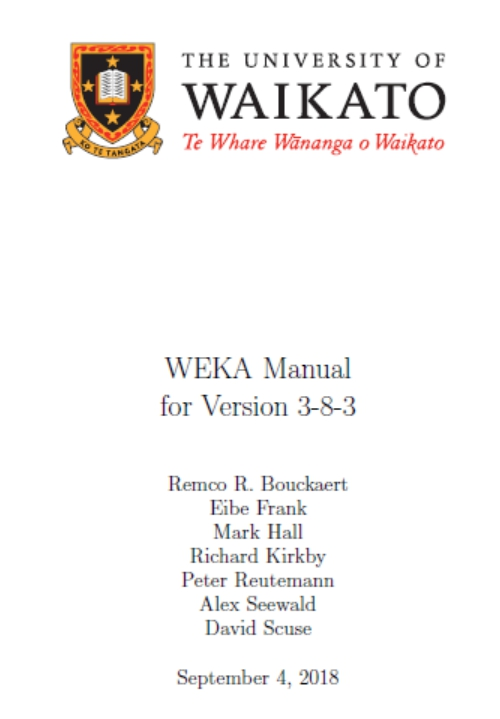 THE UNIVERSITY OF
WAIKATO
Te Whare Wānanga o Waikato
KO TE TANGATA
WEKA Manual
for Version 3-8-3
Remco R. Bouckaert
Eibe Frank
Mark Hall
Richard Kirkby
Peter Reutemann
Alex Seewald
David Scuse
September 4, 2018